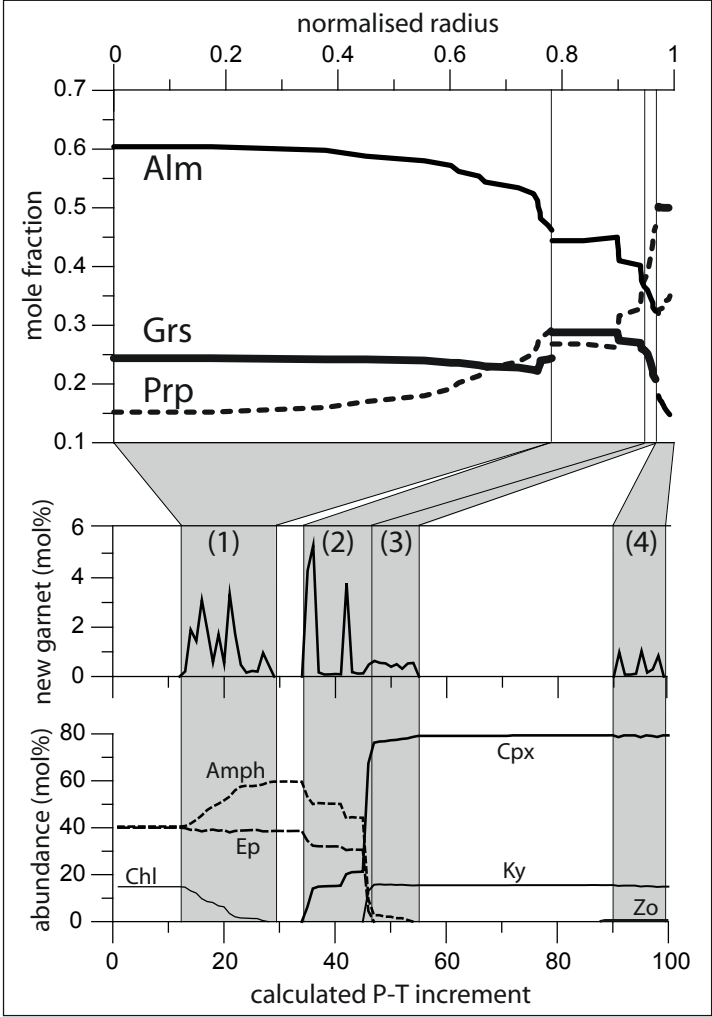 normalised radius
0 0.2 0.4 0.6 0.8 1
0.7
0.6
0.5
0.4
0.3
0.2
0.1
mole fraction
Alm
Grs
Prp
6
4
2
0
new garnet (mol%)
(1) (2) (3) (4)
80
60
40
20
0
abundance (mol%)
Amph
Ep
Chl
Cpx
Ky
Zo
0 20 40 60 80 100
calculated P-T increment